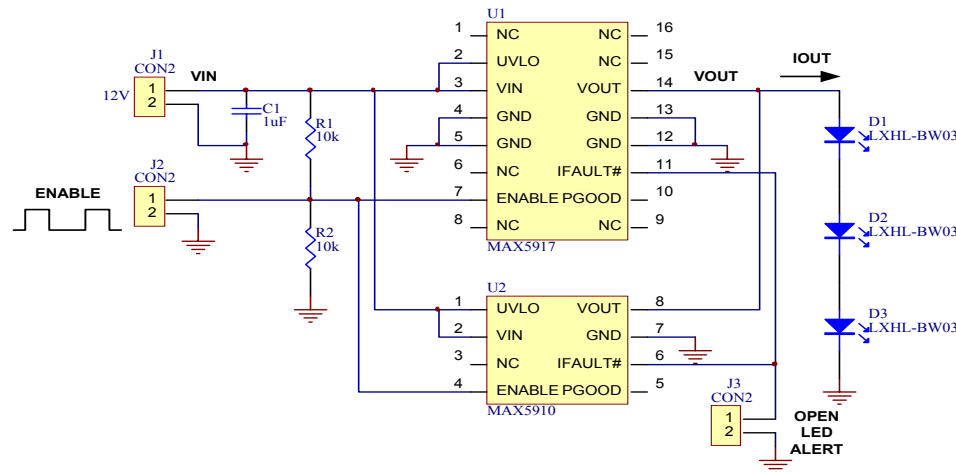 U1
1 NC NC 16
2 UVLO NC 15
3 VIN VOUT 14
4 GND GND 13
5 GND GND 12
6 NC IFAULT# 11
7 ENABLE PGOOD 10
8 NC NC 9
MAX5917
J1
CON2
12V
1
2
VIN
C1
1uF
R1
10k
J2
CON2
1
2
ENABLE
R2
10k
U2
1 UVLO VOUT 8
2 VIN GND 7
3 NC IFAULT# 6
4 ENABLE PGOOD 5
MAX5910
VOUT
IOUT
D1
LXHL-BW03
D2
LXHL-BW03
D3
LXHL-BW03
J3
CON2
1
2
OPEN
LED
ALERT